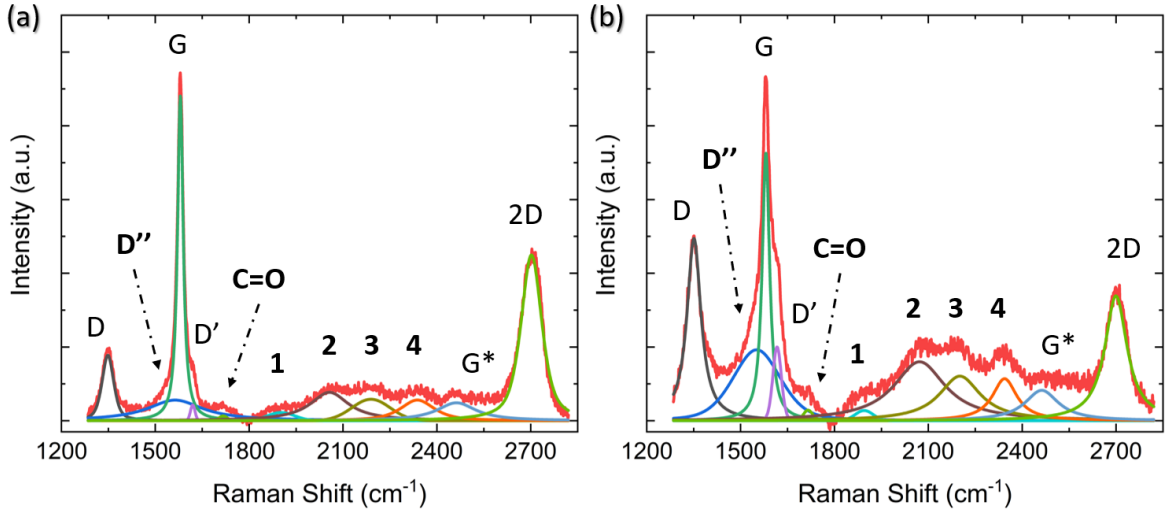 (a)
G
D’’
C=O
D
D’
1
2
3
4
G*
2D
Intensity (a.u.)
1200
1500
1800
2100
2400
2700
Raman Shift (cm-1)
(b)
G
D’’
D
C=O
D’
1
2
3
4
G*
2D
Intensity (a.u.)
1200
1500
1800
2100
2400
2700
Raman Shift (cm-1)